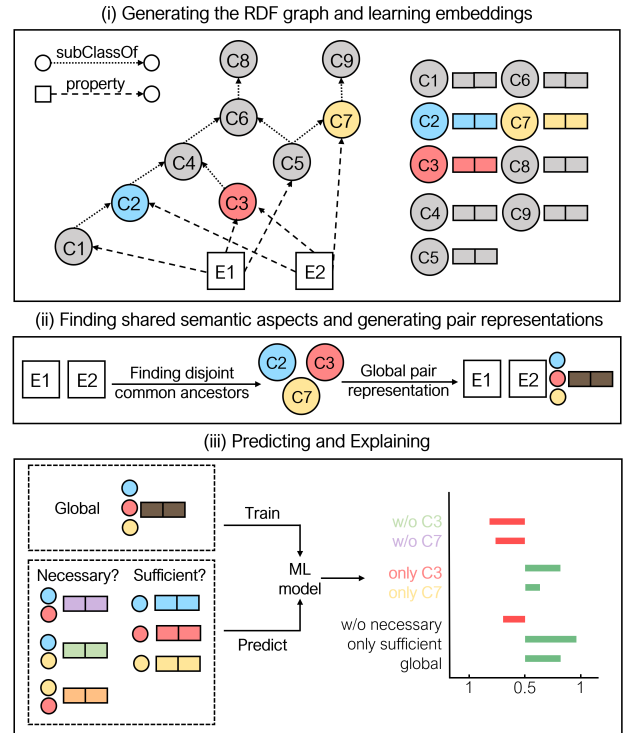 (i) Generating the RDF graph and learning embeddings
subClassOf
property
C8
C9
C6
C7
C4
C5
C2
C3
C1
E1
E2
C1
C6
C2
C7
C3
C8
C4
C9
C5
(ii) Finding shared semantic aspects and generating pair representations
E1
E2
Finding disjoint
common ancestors
C2
C3
C7
Global pair
representation
E1
E2
(iii) Predicting and Explaining
Global
Train
Necessary?
Sufficient?
ML
model
Predict
w/o C3
w/o C7
only C3
only C7
w/o necessary
only sufficient
global
1
0.5
1